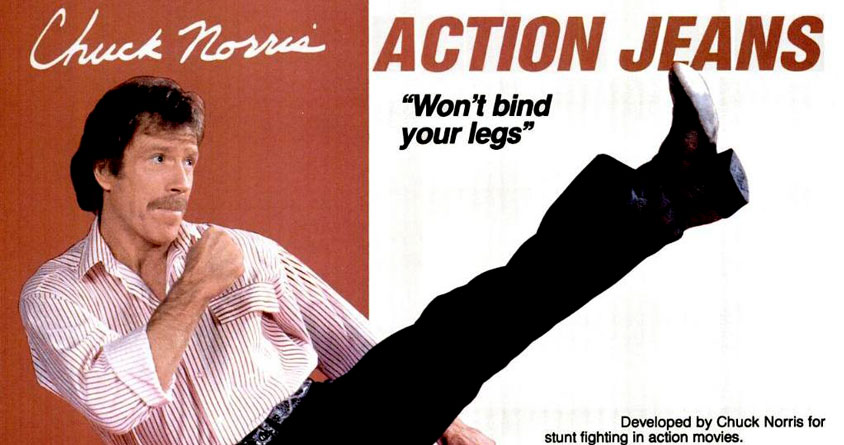 Chuck Norris
ACTION JEANS
“Won’t bind
your legs”
Developed by Chuck Norris for
stunt fighting in action movies.